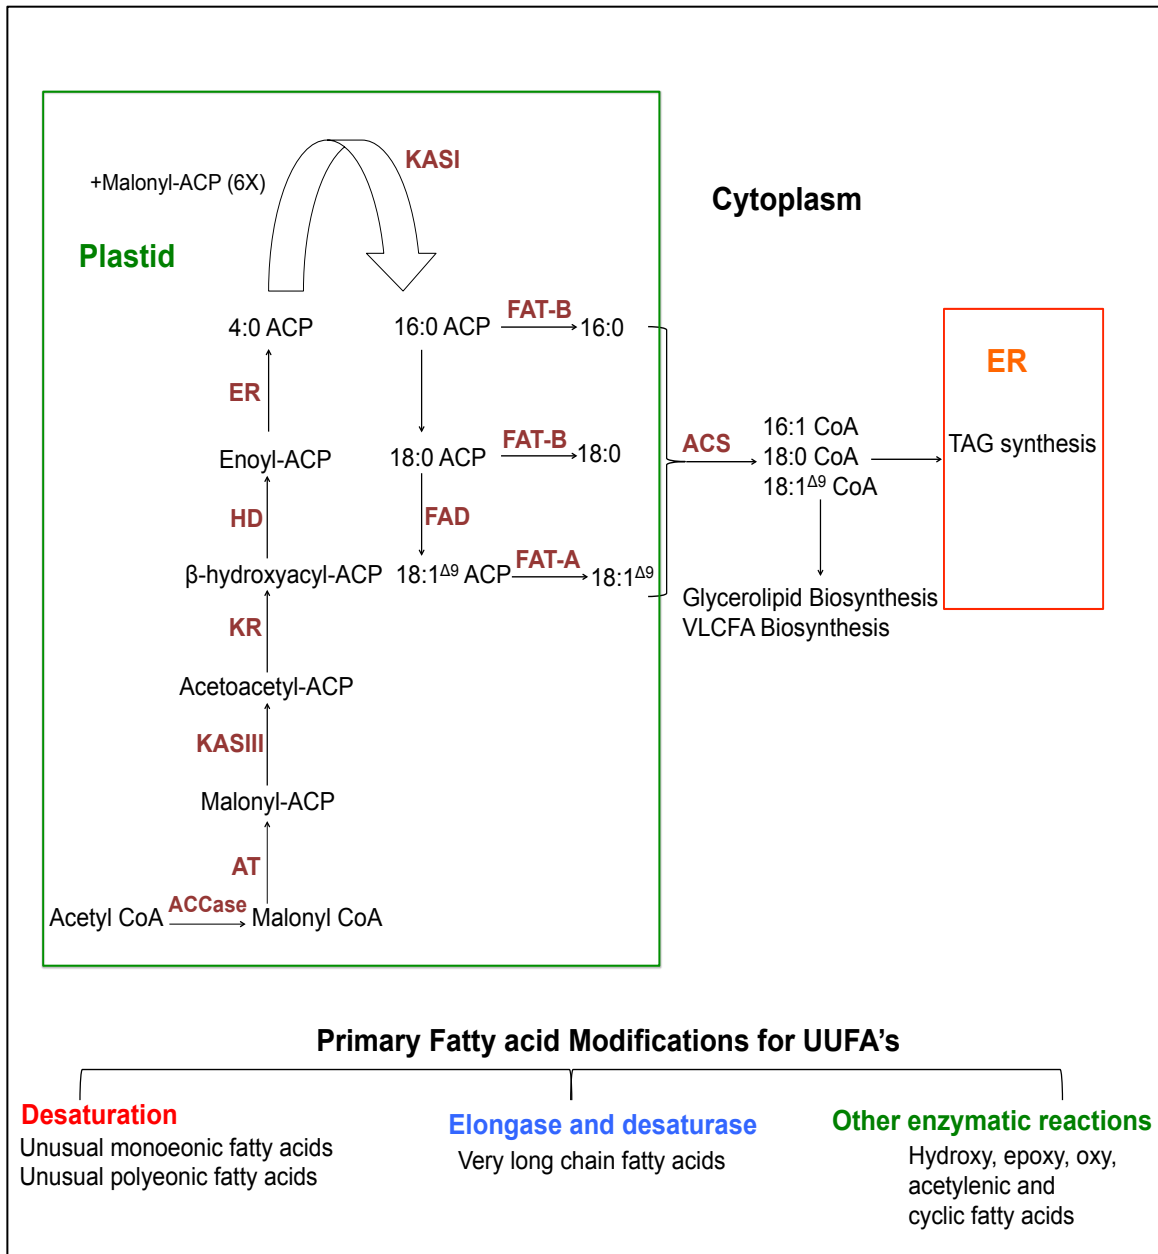 KASI
+Malonyl-ACP (6X)
Cytoplasm
Plastid
4:0 ACP
16:0 ACP
FAT-B
16:0
ER
ER
Enoyl-ACP
18:0 ACP
FAT-B
18:0
ACS
16:1 CoA
18:0 CoA
18:1Δ9 CoA
TAG synthesis
HD
FAD
β-hydroxyacyl-ACP
18:1Δ9 ACP
FAT-A
18:1Δ9
Glycerolipid Biosynthesis
VLCFA Biosynthesis
KR
Acetoacetyl-ACP
KASIII
Malonyl-ACP
AT
Acetyl CoA
ACCase
Malonyl CoA
Primary Fatty acid Modifications for UUFA's
Desaturation
Unusual monoeonic fatty acids
Unusual polyeonic fatty acids
Elongase and desaturase
Very long chain fatty acids
Other enzymatic reactions
Hydroxy, epoxy, oxy,
acetylenic and
cyclic fatty acids